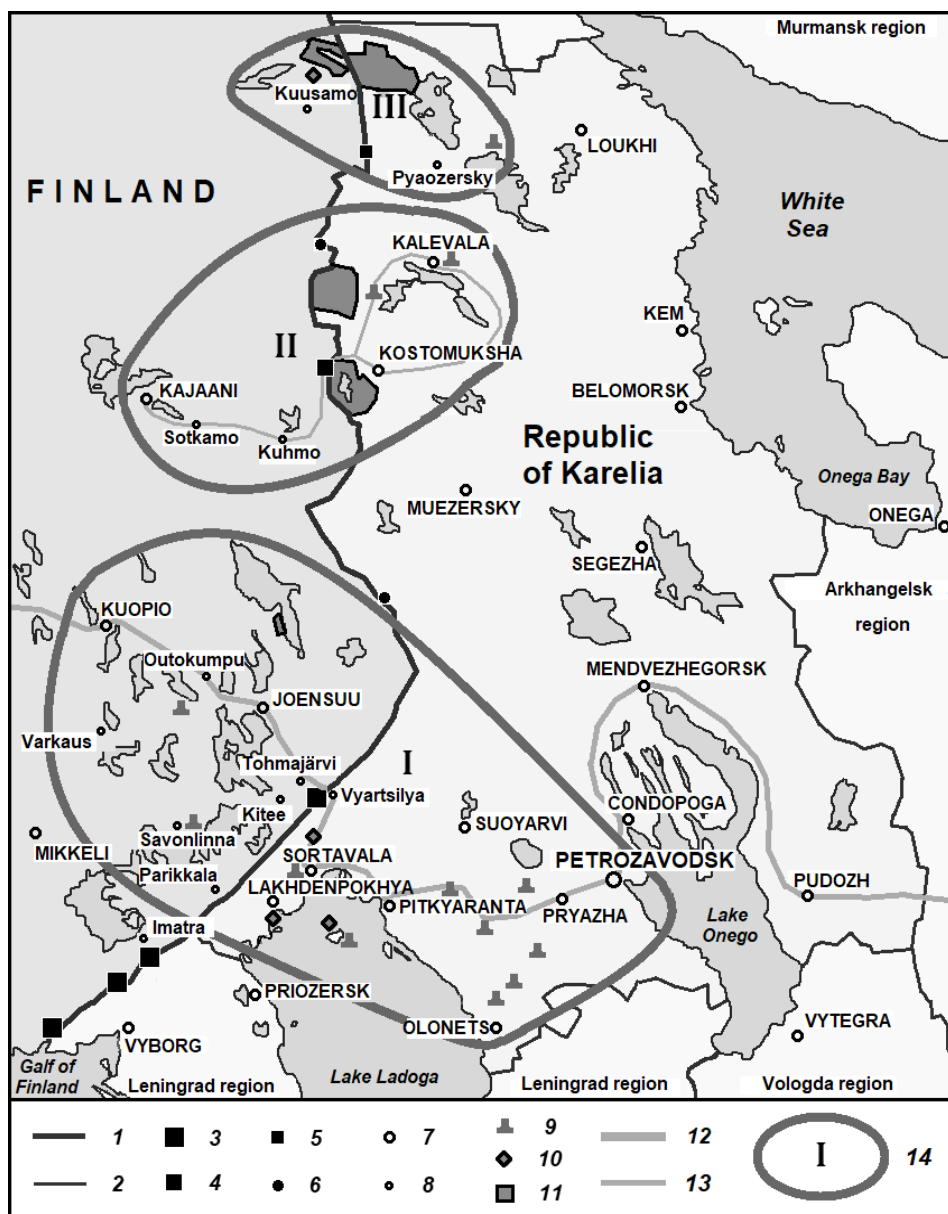 Murmansk region
Kuusamo
III
LOUKHI
Pyaozersky
FINLAND
White
Sea
KALEVALA
KEM
II
KOSTOMUKSHA
KAJAANI
BELOMORSK
Sotkamo
Kuhmo
Republic
of Karelia
Onega Bay
MUEZERSKY
ONEGA
SEGEZHA
Arkhangelsk
region
KUOPIO
Outokumpu
MENDVEZHEGORSK
JOENSUU
Varkaus
I
Tohmajärvi
Vyartsilya
Kitee
CONDOPOGA
SUOYARVI
Savonlinna
MIKKELI
SORTAVALA
PETROZAVODSK
Parikkala
LAKHDENPOKHYA
PUDOZH
PITKYARANTA
PRYAZHA
Imatra
Lake
Onego
PRIOZERSK
OLONETS
VYBORG
VYTEGRA
Galf of
Finland
Leningrad region
Lake Ladoga
Leningrad region
Vologda region
1 3 5 7 9 12 I 14
10
2 4 6 8 11 13